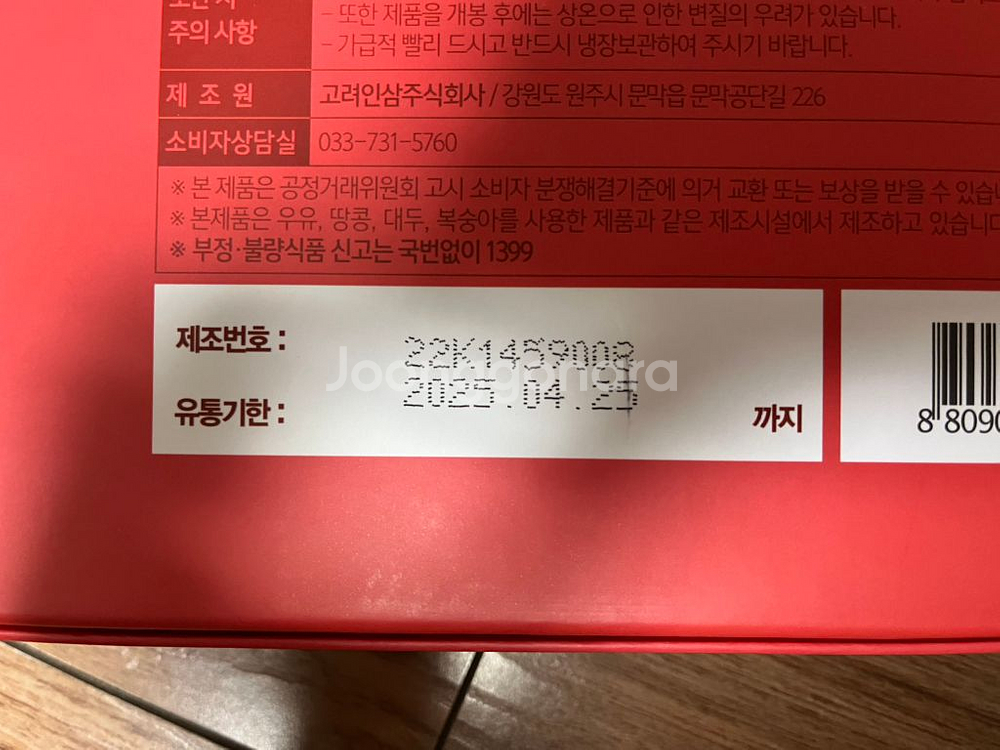 주의사항
- 또한 제품을 개봉 후에는 상온으로 인한 변질의 우려가 있습니다.
- 가급적 빨리 드시고 반드시 냉장보관하여 주시기 바랍니다.
제 조 원 고려인삼주식회사 / 강원도 원주시 문막읍 문막공단길 226
소비자상담실 033-731-5760
※ 본 제품은 공정거래위원회 고시 소비자 분쟁해결기준에 의거 교환 또는 보상을 받을 수 있습
※ 본제품은 우유, 땅콩, 대두, 복숭아를 사용한 제품과 같은 제조시설에서 제조하고 있습니다
※ 부정·불량식품 신고는 국번없이 1399
제조번호 : 22K1459008
Joonggonara
유통기한 : 2025.04.25 까지
8 8090